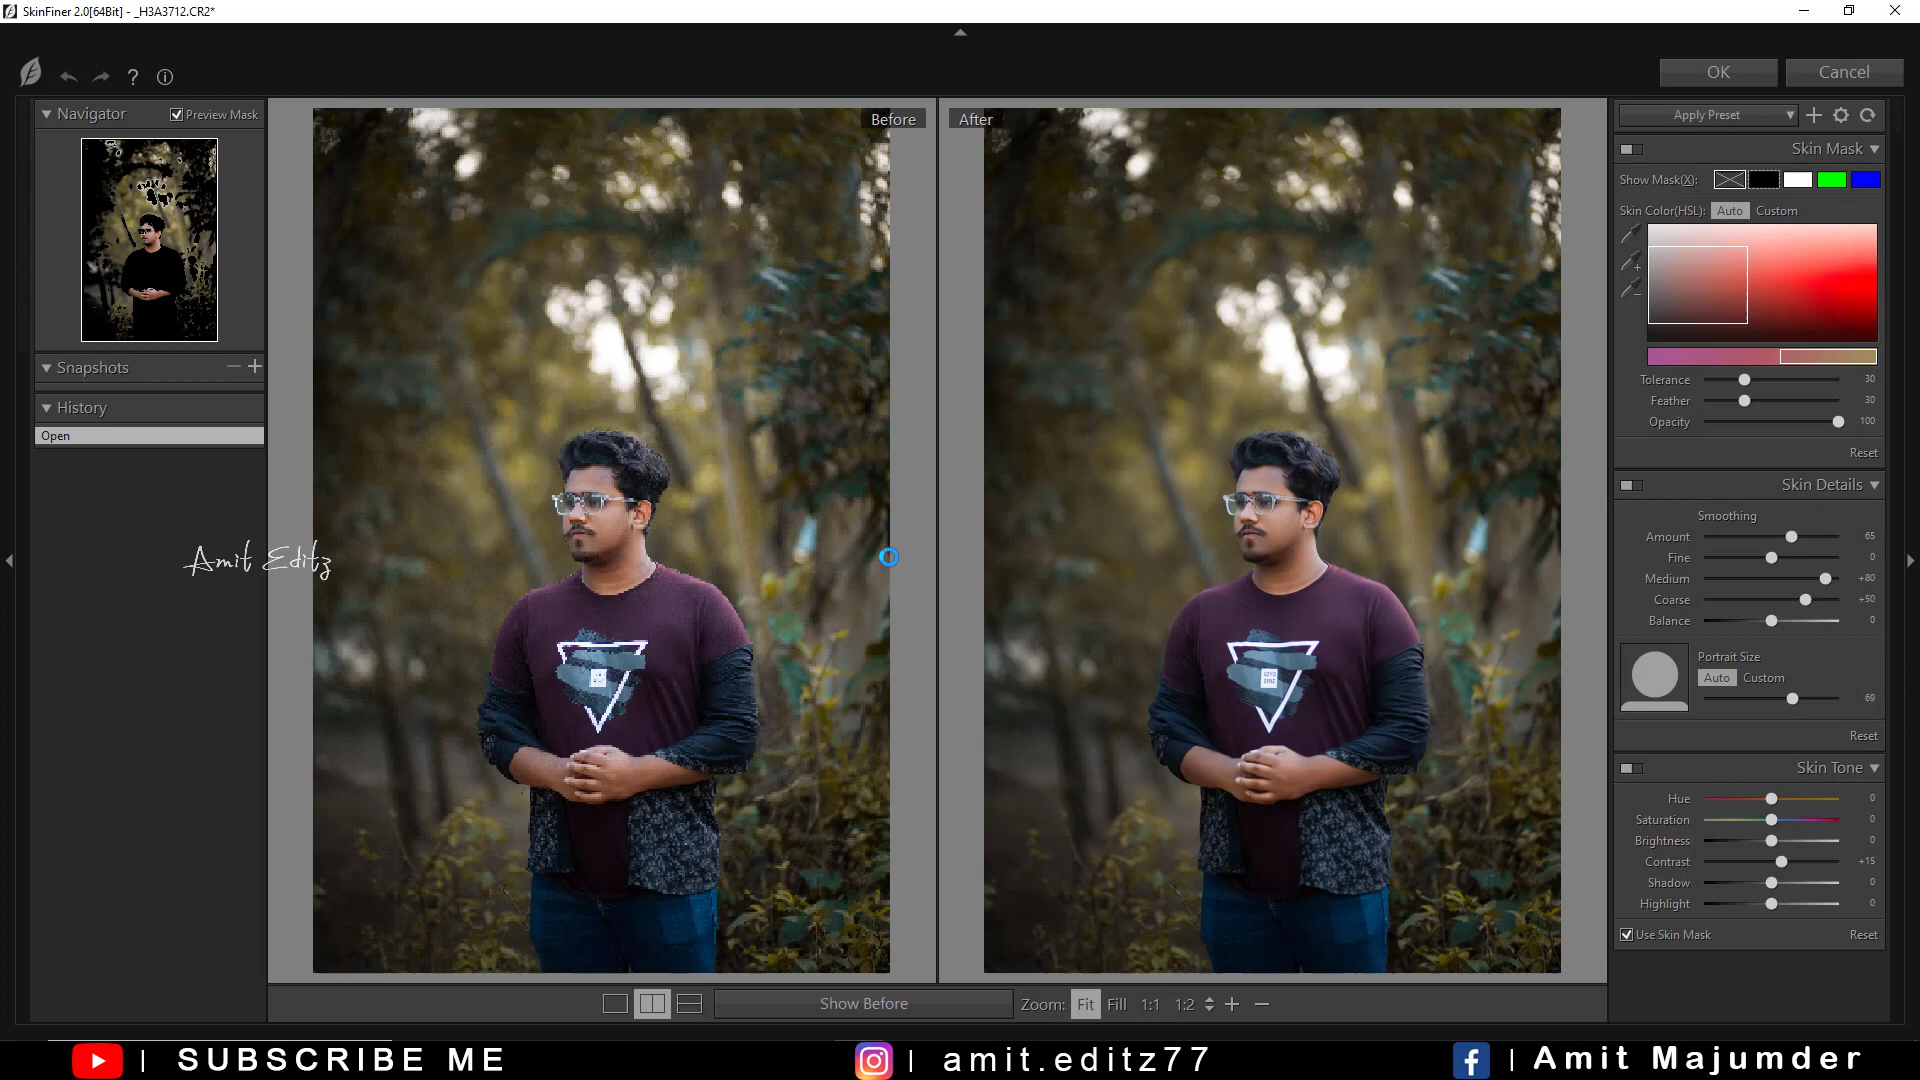 SkinFiner 2.0[64Bit] - _H3A3712.CR2*
OK
Cancel
Navigator
Preview Mask
Snapshots
History
Open
Amit Editz
Before
After
Apply Preset
Skin Mask
Show Mask(X):
Skin Color(HSL): Auto Custom
Tolerance 30
Feather 30
Opacity 100
Reset
Skin Details
Smoothing
Amount 65
Fine 0
Medium +80
Coarse +50
Balance 0
Portrait Size
Auto Custom
69
Reset
Skin Tone
Hue 0
Saturation 0
Brightness 0
Contrast +15
Shadow 0
Highlight 0
Use Skin Mask Reset
Show Before
Zoom: Fit Fill 1:1 1:2
| SUBSCRIBE ME
| amit.editz77
| Amit Majumder